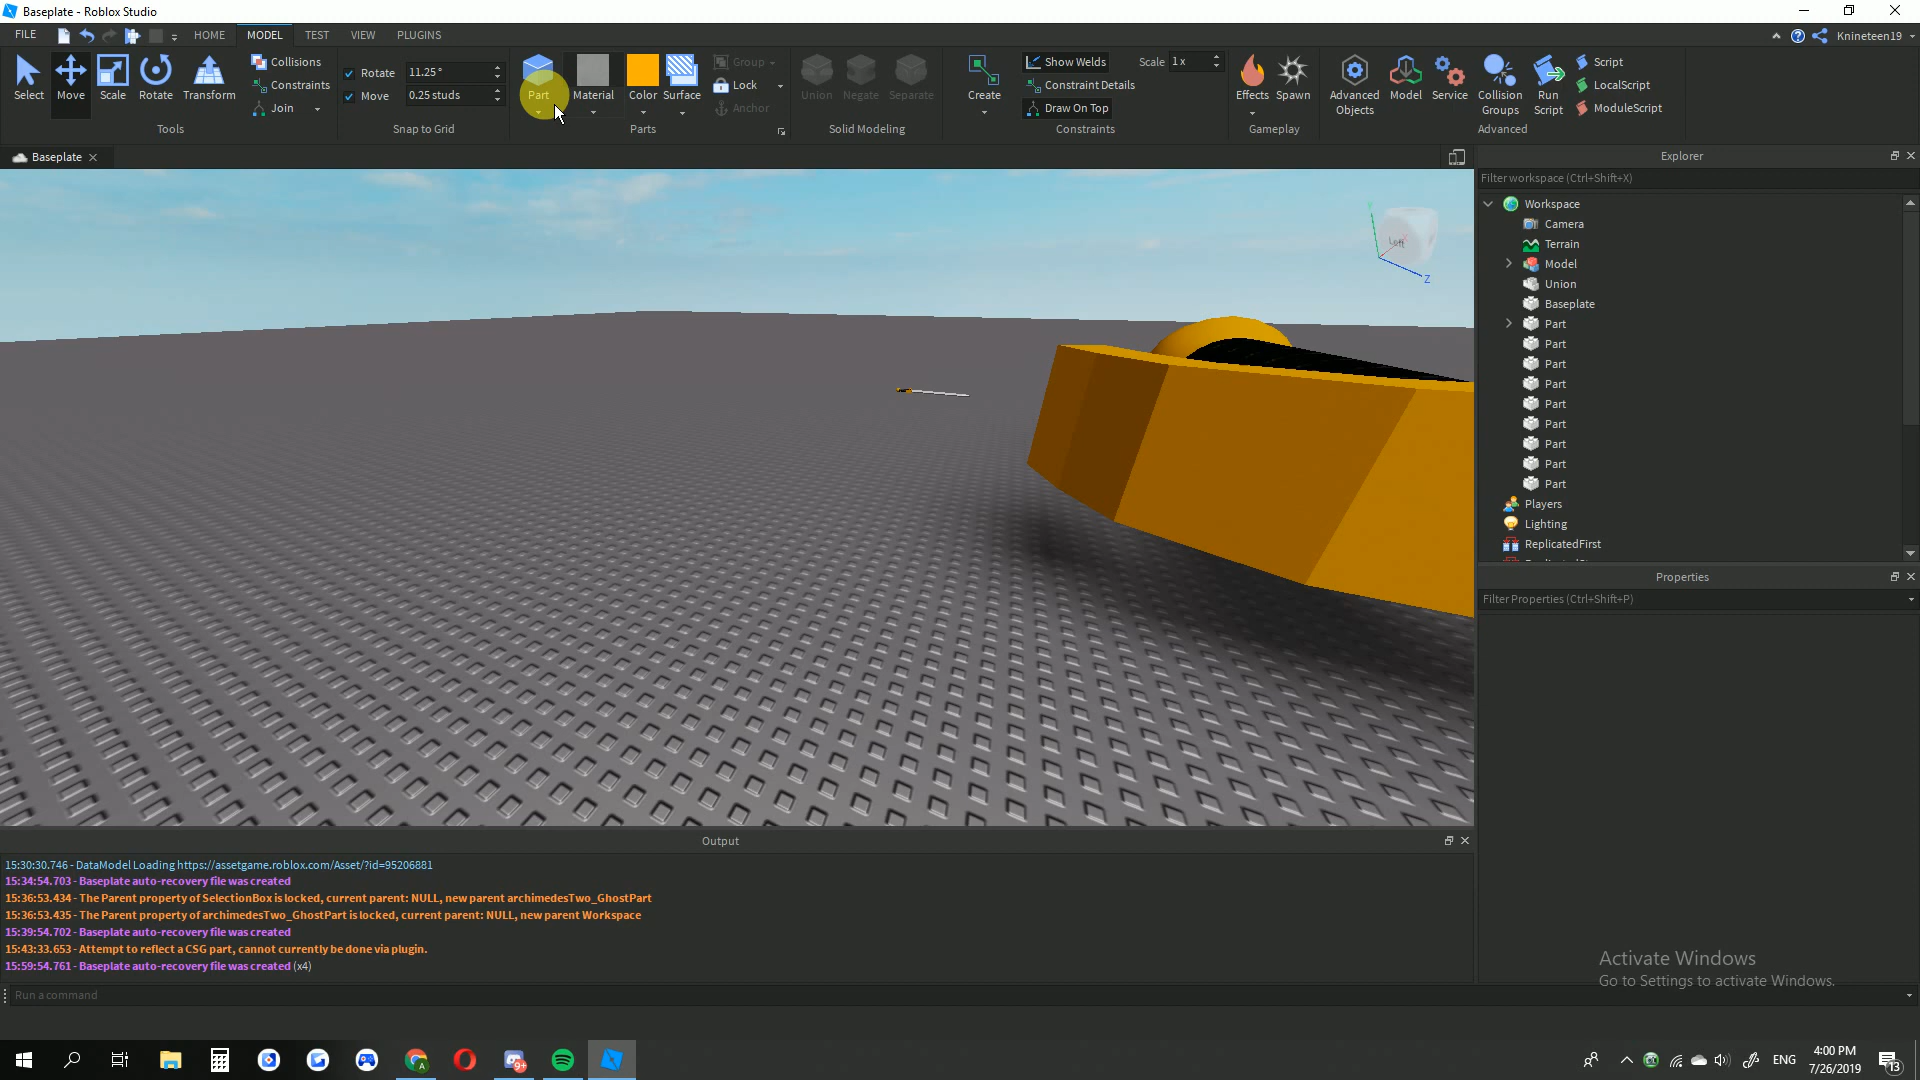 Baseplate - Roblox Studio
FILE HOME MODEL TEST VIEW PLUGINS Knineteen19
Select Move Scale Rotate Transform
Collisions
Constraints
Join
Tools
Rotate 11.25 °
Move 0.25 studs
Snap to Grid
Part Material Color Surface
Group
Lock
Anchor
Parts
Union Negate Separate
Solid Modeling
Create
Show Welds Scale 1 x
Constraint Details
Draw On Top
Constraints
Effects Spawn
Gameplay
Advanced Objects Model Service Collision Groups Run Script
Script
LocalScript
ModuleScript
Advanced
Baseplate
Left
Y
Z
Explorer
Filter workspace (Ctrl+Shift+X)
Workspace
Camera
Terrain
Model
Union
Baseplate
Part
Part
Part
Part
Part
Part
Part
Part
Part
Players
Lighting
ReplicatedFirst
Properties
Filter Properties (Ctrl+Shift+P)
Output
15:30:30.746 - DataModel Loading https://assetgame.roblox.com/Asset/?id=95206881
15:34:54.703 - Baseplate auto-recovery file was created
15:36:53.434 - The Parent property of SelectionBox is locked, current parent: NULL, new parent archimedesTwo_GhostPart
15:36:53.435 - The Parent property of archimedesTwo_GhostPart is locked, current parent: NULL, new parent Workspace
15:39:54.702 - Baseplate auto-recovery file was created
15:43:33.653 - Attempt to reflect a CSG part, cannot currently be done via plugin.
15:59:54.761 - Baseplate auto-recovery file was created (x4)
Activate Windows
Go to Settings to activate Windows.
Run a command
A
9+
ENG
4:00 PM
7/26/2019
13